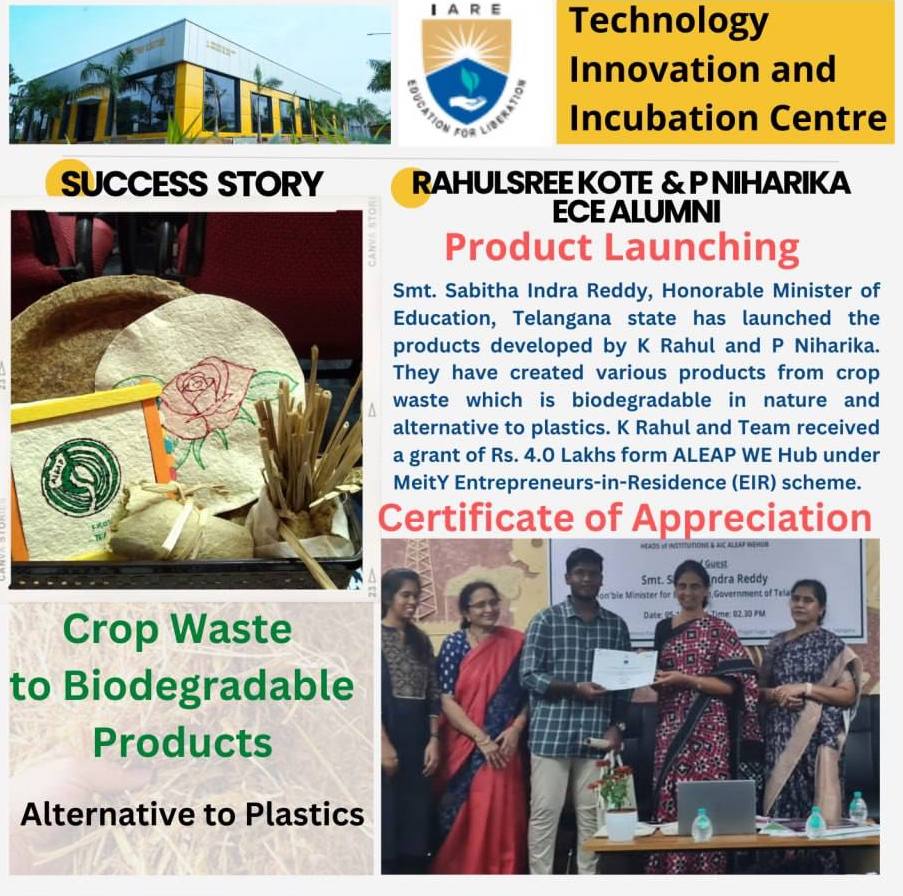 IARE
EDUCATION FOR LIBERATION
Technology
Innovation and
Incubation Centre
SUCCESS STORY
RAHULSREE KOTE & P NIHARIKA
ECE ALUMNI
Product Launching
Smt. Sabitha Indra Reddy, Honorable Minister of
Education, Telangana state has launched the
products developed by K Rahul and P Niharika.
They have created various products from crop
waste which is biodegradable in nature and
alternative to plastics. K Rahul and Team received
a grant of Rs. 4.0 Lakhs form ALEAP WE Hub under
MeitY Entrepreneurs-in-Residence (EIR) scheme.
CANVA STORI
23
Certificate of Appreciation
HEADS of INSTITUTIONS & AIC ALEAP WEHUB
Guest
Smt. S ndra Reddy
on'ble Minister for Government of Tela
Date: 05 Time: 02.30 PM
Crop Waste
to Biodegradable
Products
Alternative to Plastics